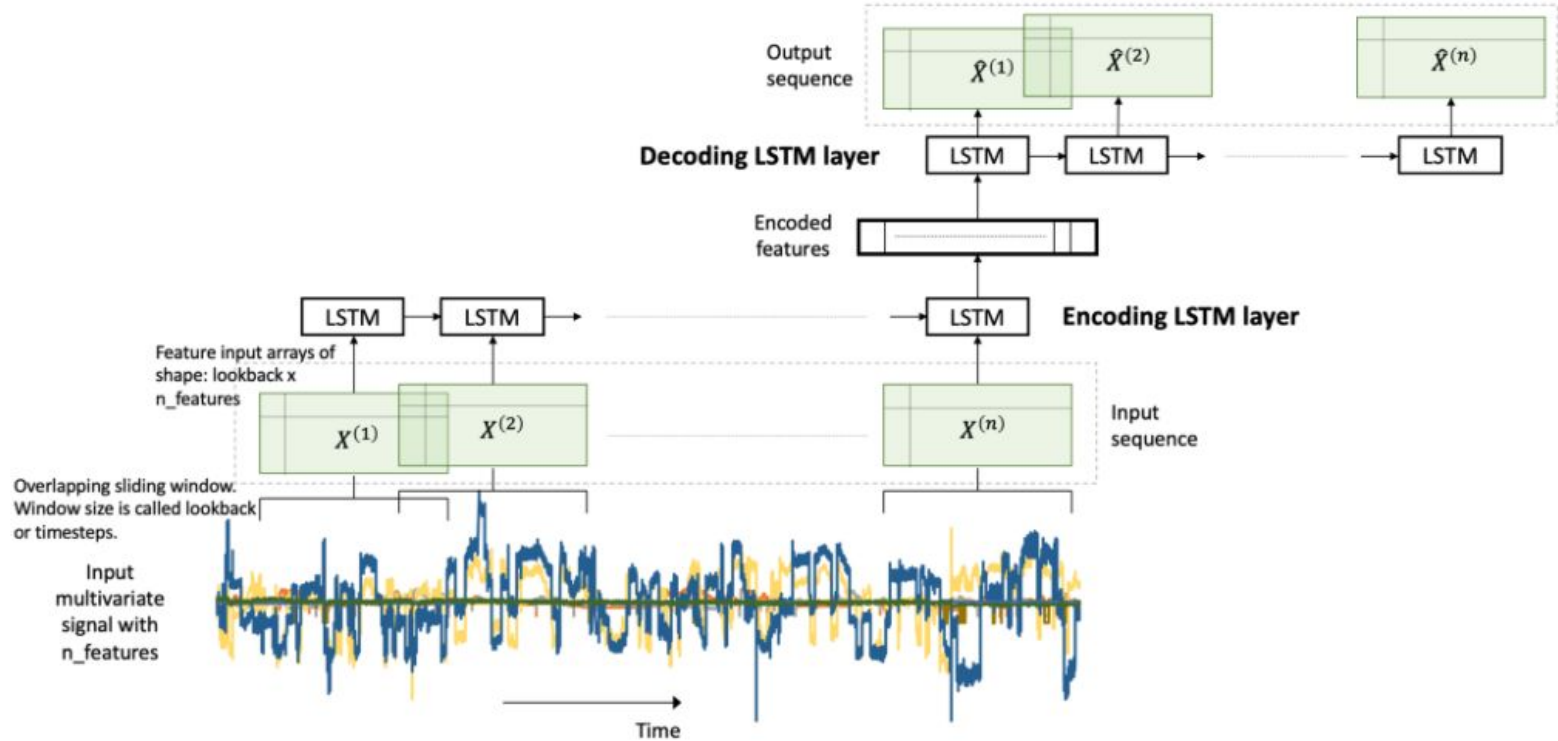 Output
sequence
X̂^(1)
X̂^(2)
X̂^(n)
Decoding LSTM layer
LSTM
LSTM
LSTM
Encoded
features
LSTM
LSTM
LSTM
Encoding LSTM layer
Feature input arrays of
shape: lookback x
n_features
X^(1)
X^(2)
X^(n)
Input
sequence
Overlapping sliding window.
Window size is called lookback
or timesteps.
Input
multivariate
signal with
n_features
Time